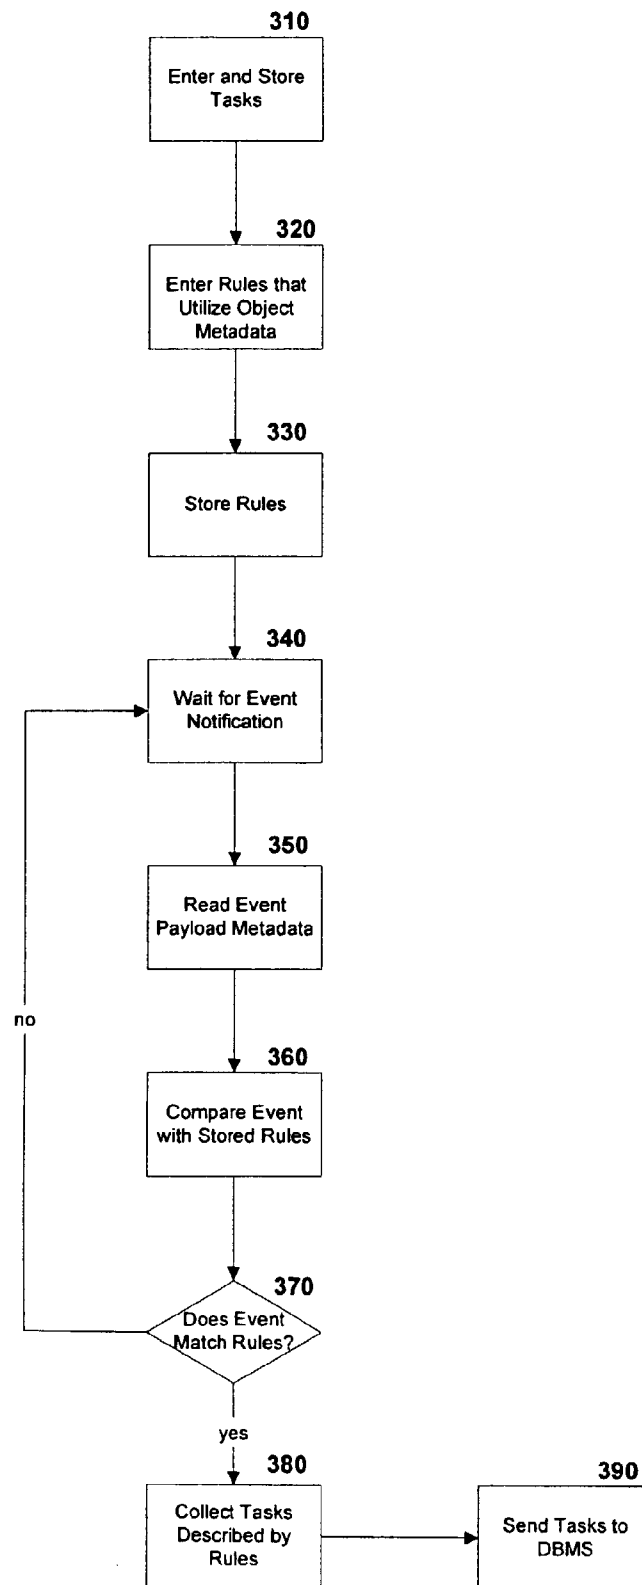 310
Enter and Store
Tasks
320
Enter Rules that
Utilize Object
Metadata
330
Store Rules
340
Wait for Event
Notification
350
Read Event
Payload Metadata
no
360
Compare Event
with Stored Rules
370
Does Event
Match Rules?
yes
380
Collect Tasks
Described by
Rules
390
Send Tasks to
DBMS